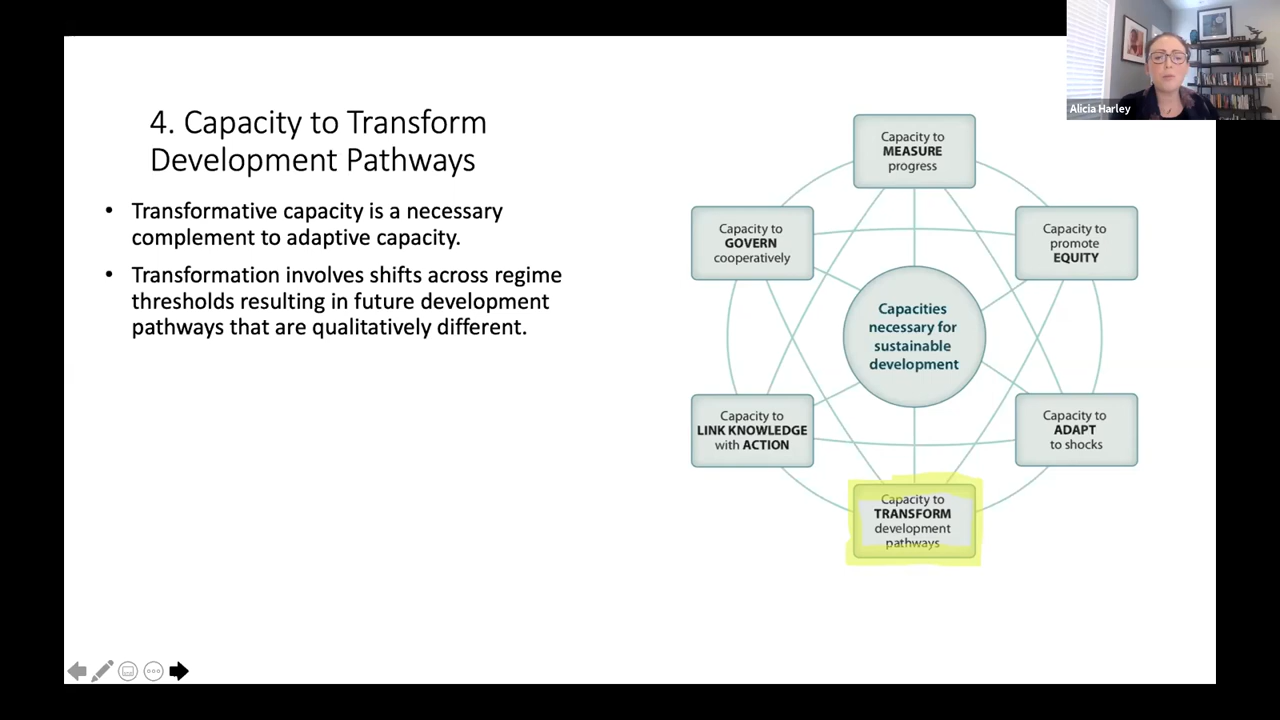 Alicia Harley
4. Capacity to Transform
Development Pathways
• Transformative capacity is a necessary
complement to adaptive capacity.
• Transformation involves shifts across regime
thresholds resulting in future development
pathways that are qualitatively different.
Capacity to
MEASURE
progress
Capacity to
GOVERN
cooperatively
Capacity to
promote
EQUITY
Capacities
necessary for
sustainable
development
Capacity to
LINK KNOWLEDGE
with ACTION
Capacity to
ADAPT
to shocks
Capacity to
TRANSFORM
development
pathways